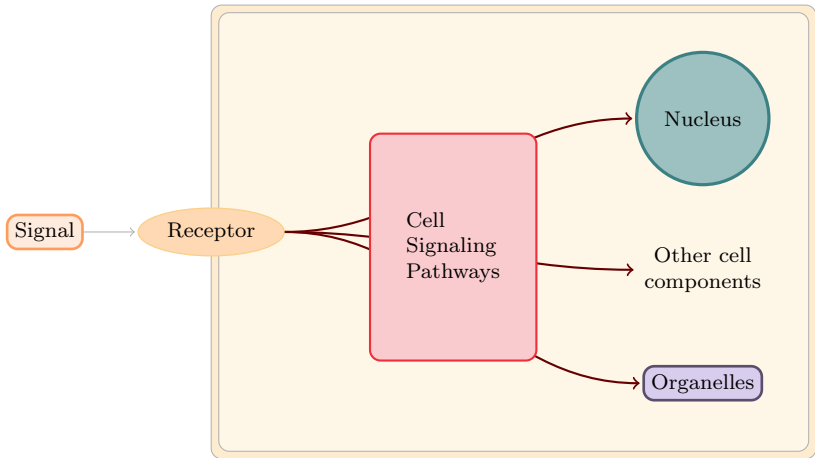 Signal
Receptor
Cell
Signaling
Pathways
Nucleus
Other cell
components
Organelles